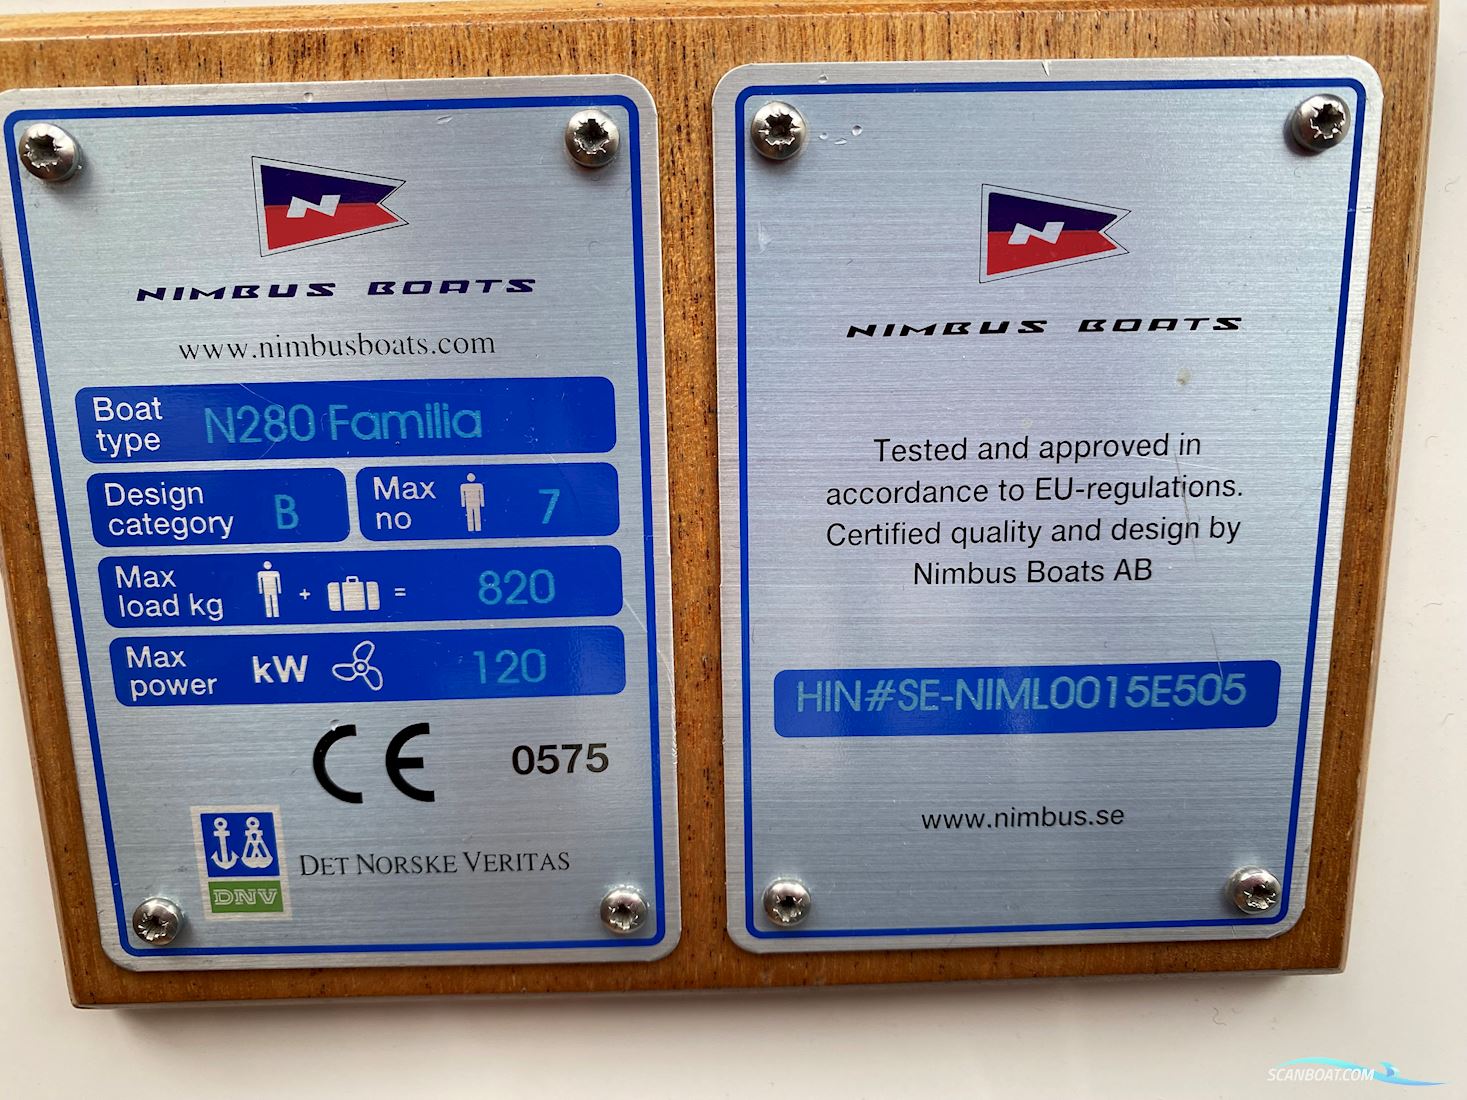 N
NIMBUS BOATS
www.nimbusboats.com
Boat type N280 Familia
Design category B
Max no 7
Max load kg + = 820
Max power kW 120
CE 0575
DNV
DET NORSKE VERITAS
N
NIMBUS BOATS
Tested and approved in
accordance to EU-regulations.
Certified quality and design by
Nimbus Boats AB
HIN#SE-NIML0015E505
www.nimbus.se
SCANBOAT.COM